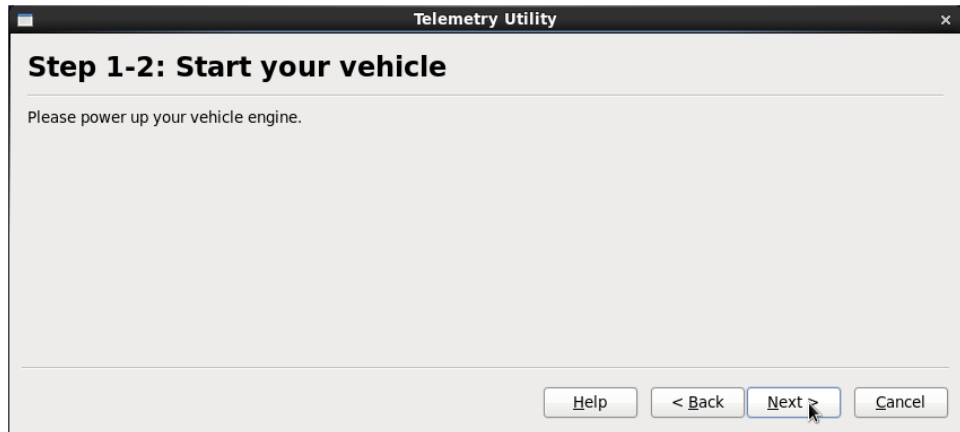 Telemetry Utility
Step 1-2: Start your vehicle
Please power up your vehicle engine.
Help < Back Next > Cancel